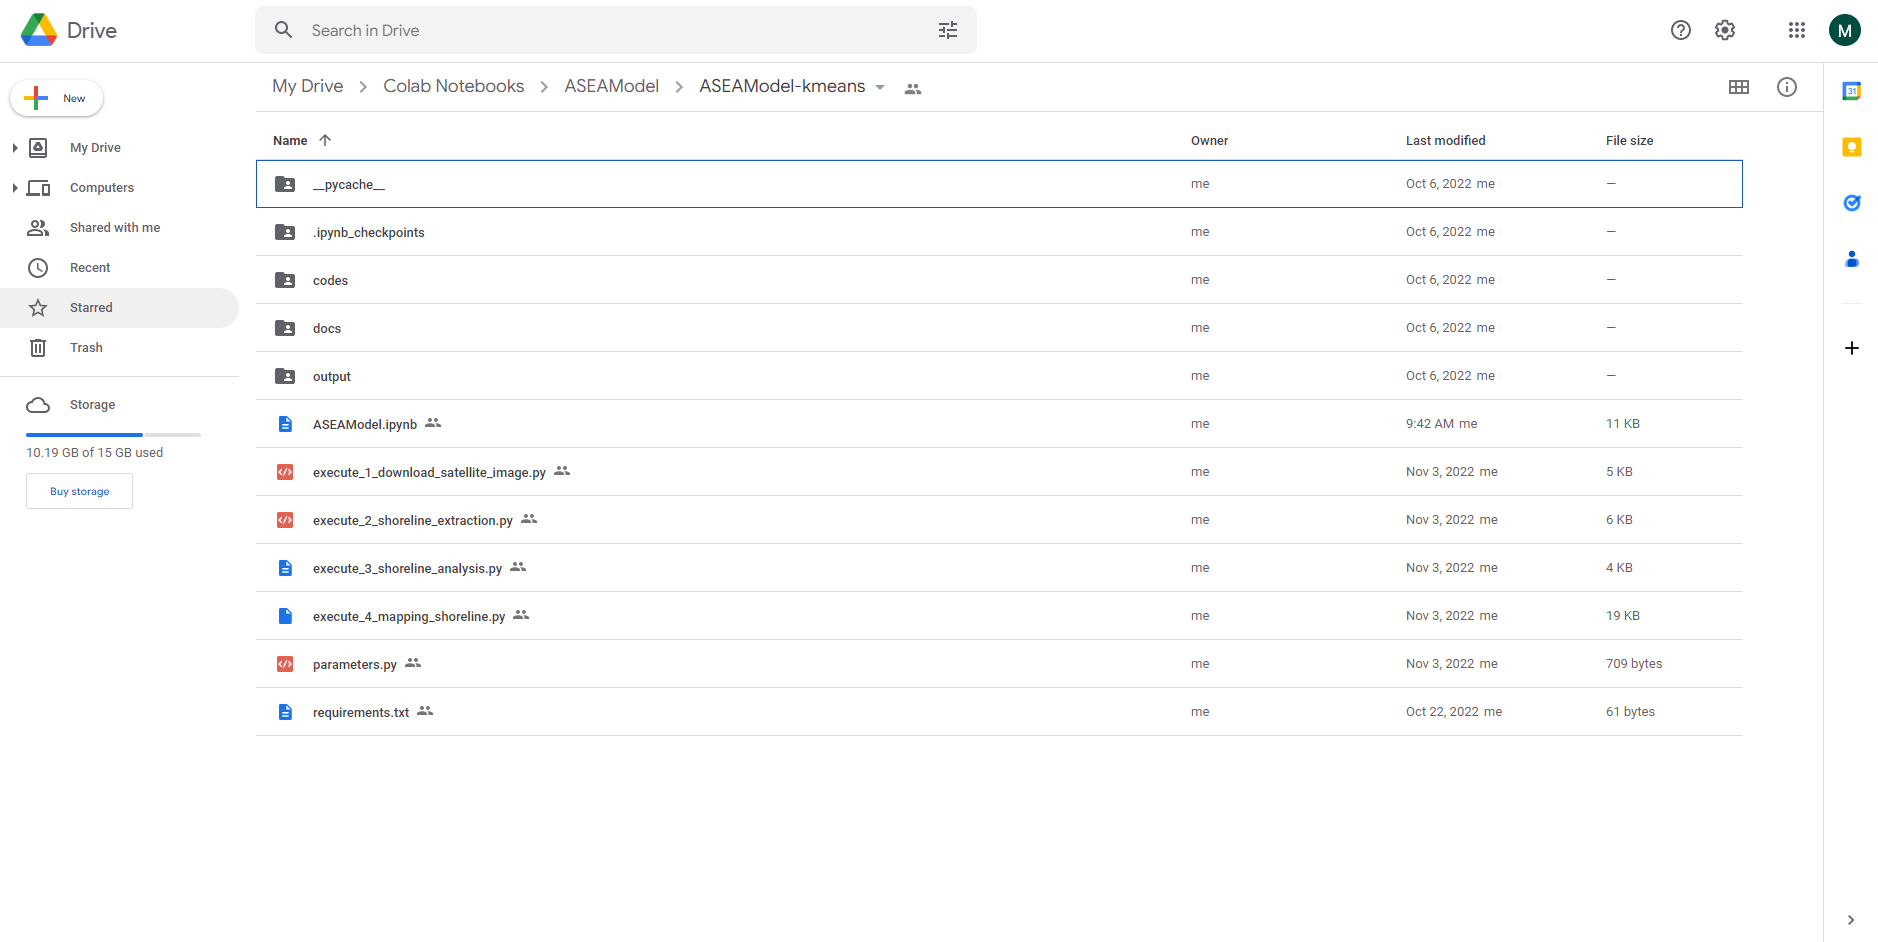 Drive
Search in Drive
M
New
My Drive
Computers
Shared with me
Recent
Starred
Trash
Storage
10.19 GB of 15 GB used
Buy storage
My Drive > Colab Notebooks > ASEAModel > ASEAModel-kmeans
31
Name Owner Last modified File size
__pycache__ me Oct 6, 2022 me —
.ipynb_checkpoints me Oct 6, 2022 me —
codes me Oct 6, 2022 me —
docs me Oct 6, 2022 me —
output me Oct 6, 2022 me —
ASEAModel.ipynb me 9:42 AM me 11 KB
execute_1_download_satellite_image.py me Nov 3, 2022 me 5 KB
execute_2_shoreline_extraction.py me Nov 3, 2022 me 6 KB
execute_3_shoreline_analysis.py me Nov 3, 2022 me 4 KB
execute_4_mapping_shoreline.py me Nov 3, 2022 me 19 KB
parameters.py me Nov 3, 2022 me 709 bytes
requirements.txt me Oct 22, 2022 me 61 bytes